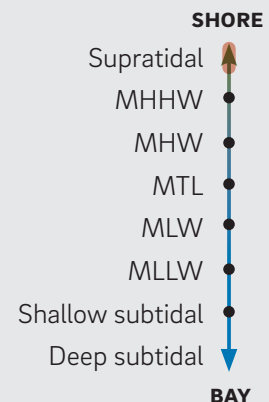 SHORE
Supratidal
MHHW
MHW
MTL
MLW
MLLW
Shallow subtidal
Deep subtidal
BAY